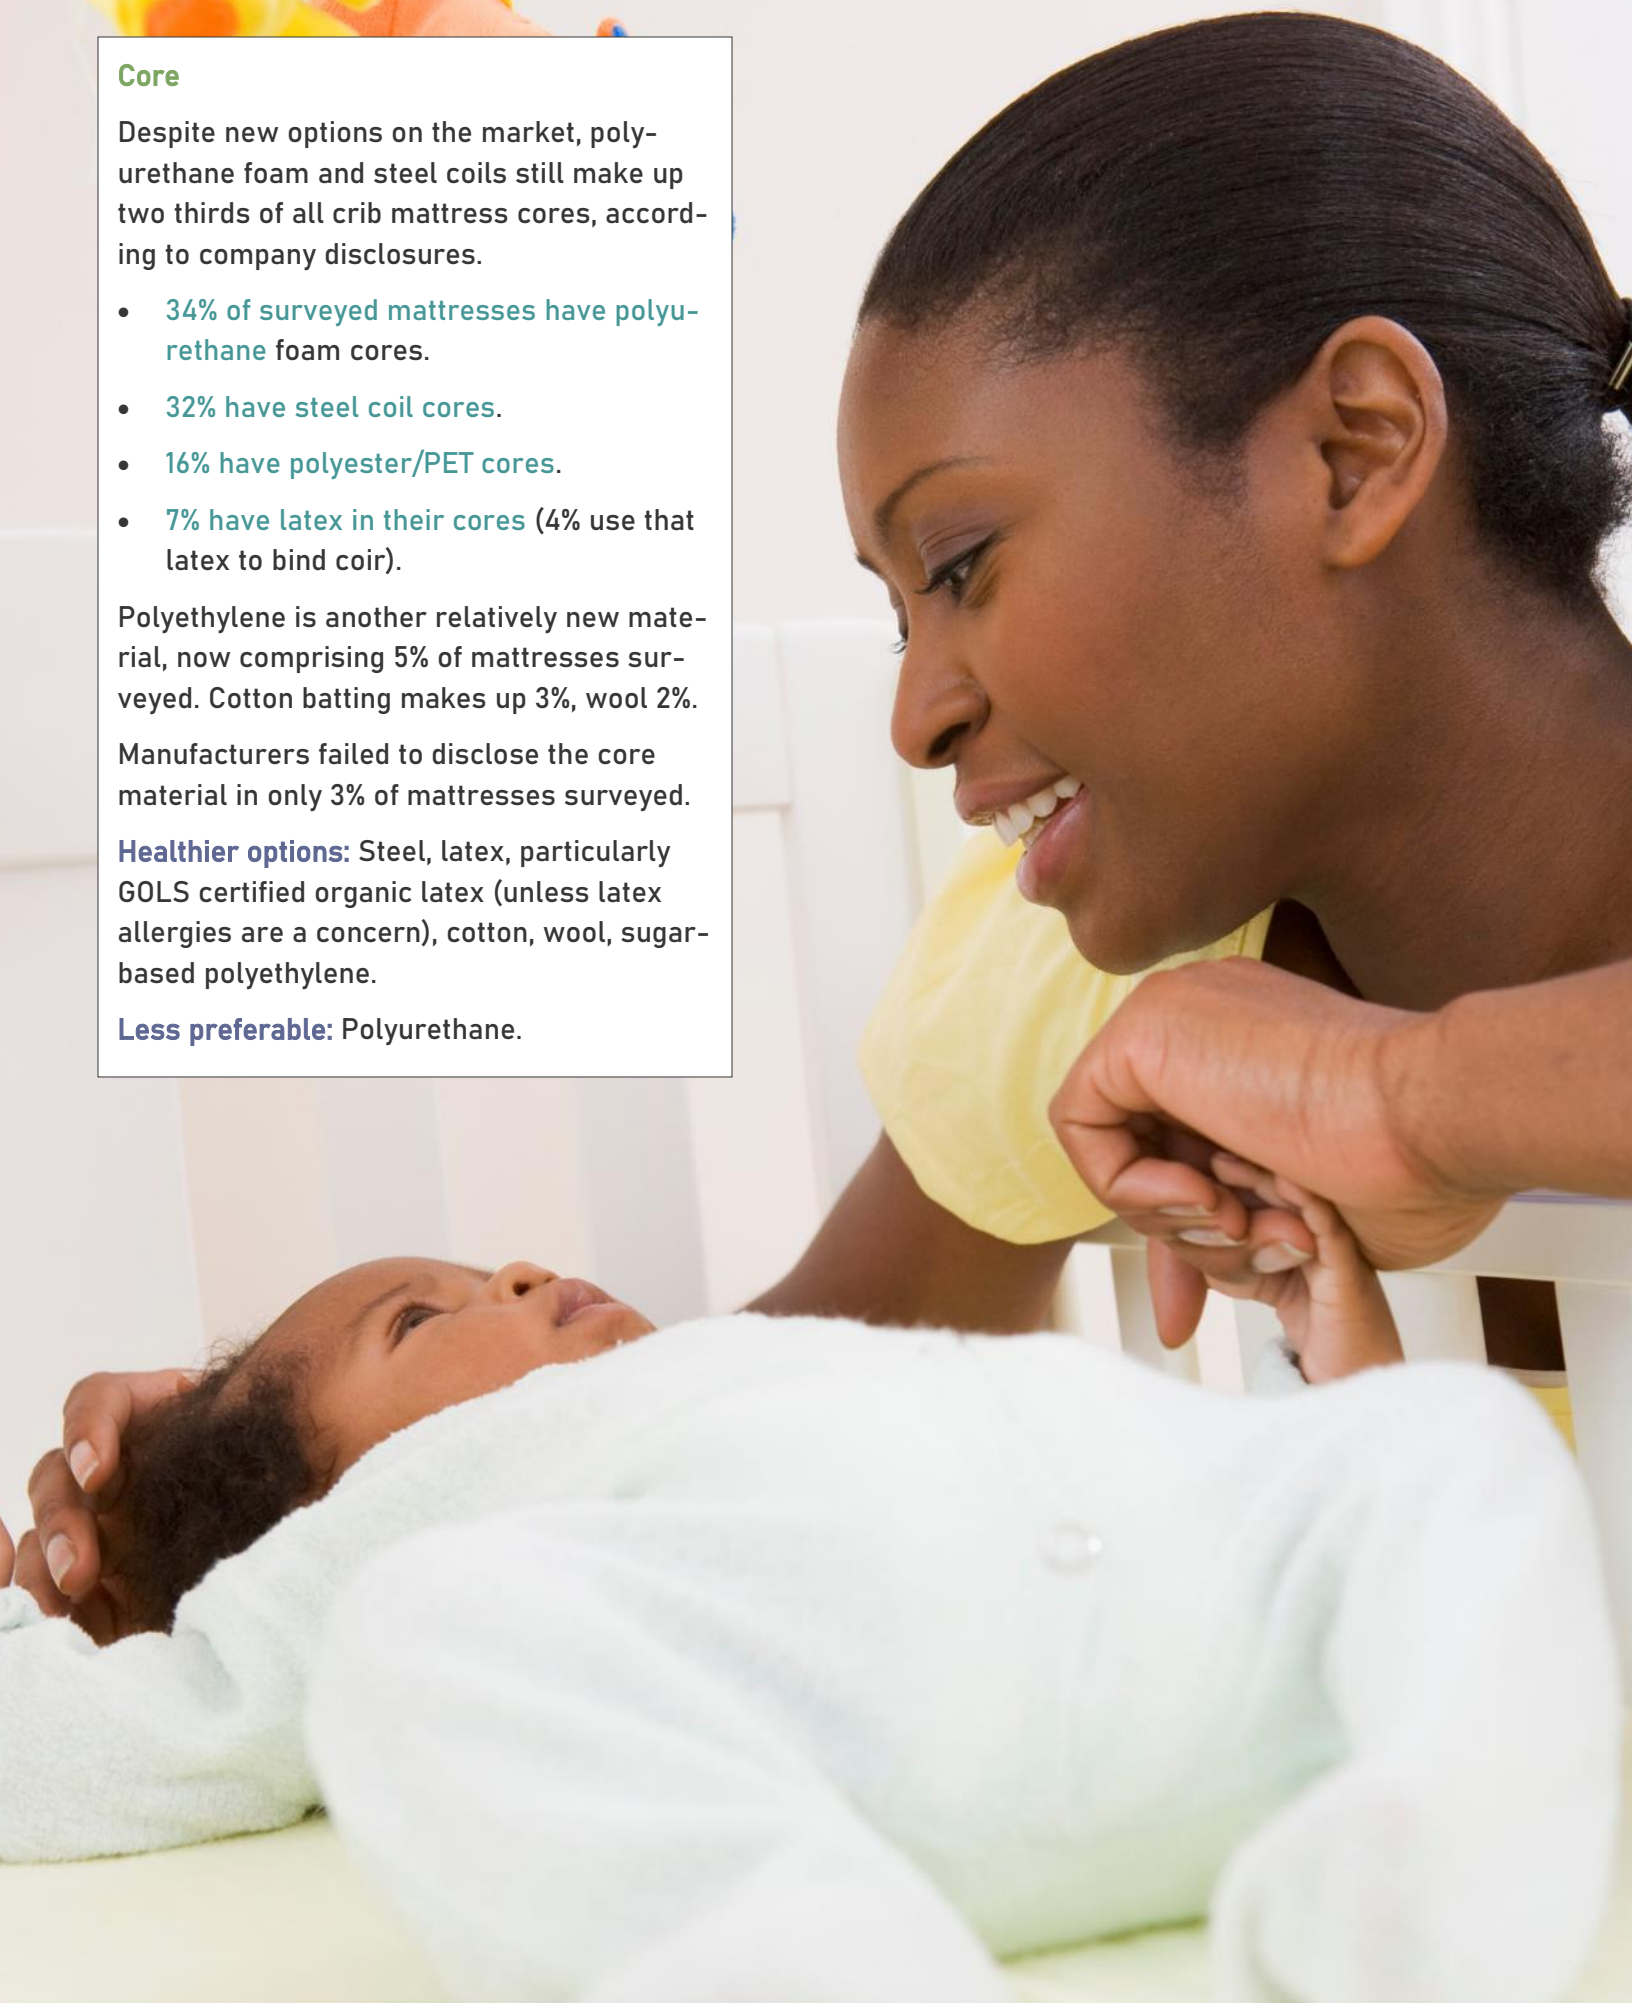 Core
Despite new options on the market, poly-
urethane foam and steel coils still make up
two thirds of all crib mattress cores, accord-
ing to company disclosures.
• 34% of surveyed mattresses have polyu-
rethane foam cores.
• 32% have steel coil cores.
• 16% have polyester/PET cores.
• 7% have latex in their cores (4% use that
latex to bind coir).
Polyethylene is another relatively new mate-
rial, now comprising 5% of mattresses sur-
veyed. Cotton batting makes up 3%, wool 2%.
Manufacturers failed to disclose the core
material in only 3% of mattresses surveyed.
Healthier options: Steel, latex, particularly
GOLS certified organic latex (unless latex
allergies are a concern), cotton, wool, sugar-
based polyethylene.
Less preferable: Polyurethane.